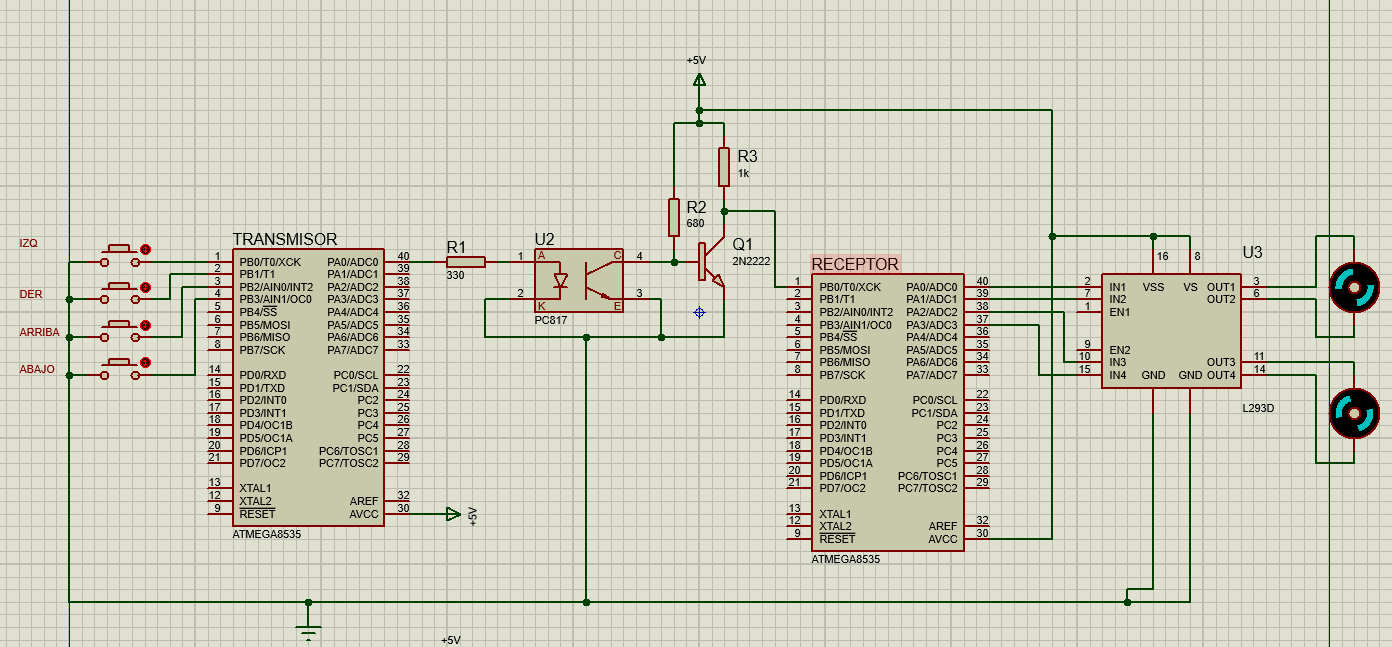 +5V
R3
1k
R2
680
IZQ
DER
ARRIBA
ABAJO
TRANSMISOR
1 PB0/T0/XCK PA0/ADC0 40
2 PB1/T1 PA1/ADC1 39
3 PB2/AIN0/INT2 PA2/ADC2 38
4 PB3/AIN1/OC0 PA3/ADC3 37
5 PB4/SS PA4/ADC4 36
6 PB5/MOSI PA5/ADC5 35
7 PB6/MISO PA6/ADC6 34
8 PB7/SCK PA7/ADC7 33
14 PD0/RXD PC0/SCL 22
15 PD1/TXD PC1/SDA 23
16 PD2/INT0 PC2 24
17 PD3/INT1 PC3 25
18 PD4/OC1B PC4 26
19 PD5/OC1A PC5 27
20 PD6/ICP1 PC6/TOSC1 28
21 PD7/OC2 PC7/TOSC2 29
13 XTAL1
12 XTAL2 AREF 32
9 RESET AVCC 30
ATMEGA8535
+5V
R1
330
U2
1 A C 4
2 K E 3
PC817
Q1
2N2222
RECEPTOR
1 PB0/T0/XCK PA0/ADC0 40
2 PB1/T1 PA1/ADC1 39
3 PB2/AIN0/INT2 PA2/ADC2 38
4 PB3/AIN1/OC0 PA3/ADC3 37
5 PB4/SS PA4/ADC4 36
6 PB5/MOSI PA5/ADC5 35
7 PB6/MISO PA6/ADC6 34
8 PB7/SCK PA7/ADC7 33
14 PD0/RXD PC0/SCL 22
15 PD1/TXD PC1/SDA 23
16 PD2/INT0 PC2 24
17 PD3/INT1 PC3 25
18 PD4/OC1B PC4 26
19 PD5/OC1A PC5 27
20 PD6/ICP1 PC6/TOSC1 28
21 PD7/OC2 PC7/TOSC2 29
13 XTAL1
12 XTAL2 AREF 32
9 RESET AVCC 30
ATMEGA8535
U3
16 8
2 IN1 VSS VS OUT1 3
7 IN2 OUT2 6
1 EN1
9 EN2
10 IN3 OUT3 11
15 IN4 GND GND OUT4 14
L293D
+5V